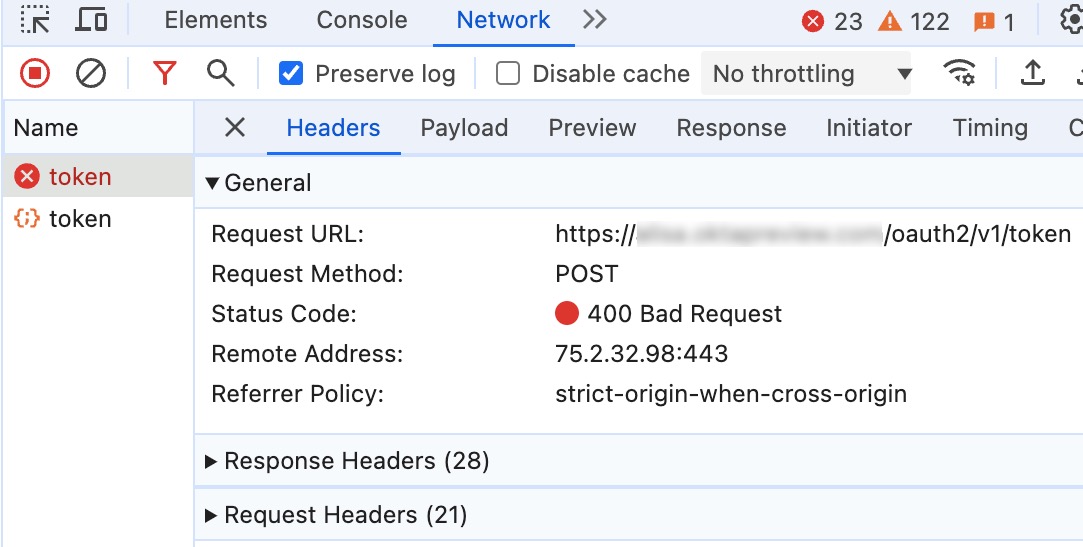 Elements Console Network >> 23 122 1
Preserve log Disable cache No throttling
Name Headers Payload Preview Response Initiator Timing C
token
token
General
Request URL: https:// /oauth2/v1/token
Request Method: POST
Status Code: 400 Bad Request
Remote Address: 75.2.32.98:443
Referrer Policy: strict-origin-when-cross-origin
Response Headers (28)
Request Headers (21)